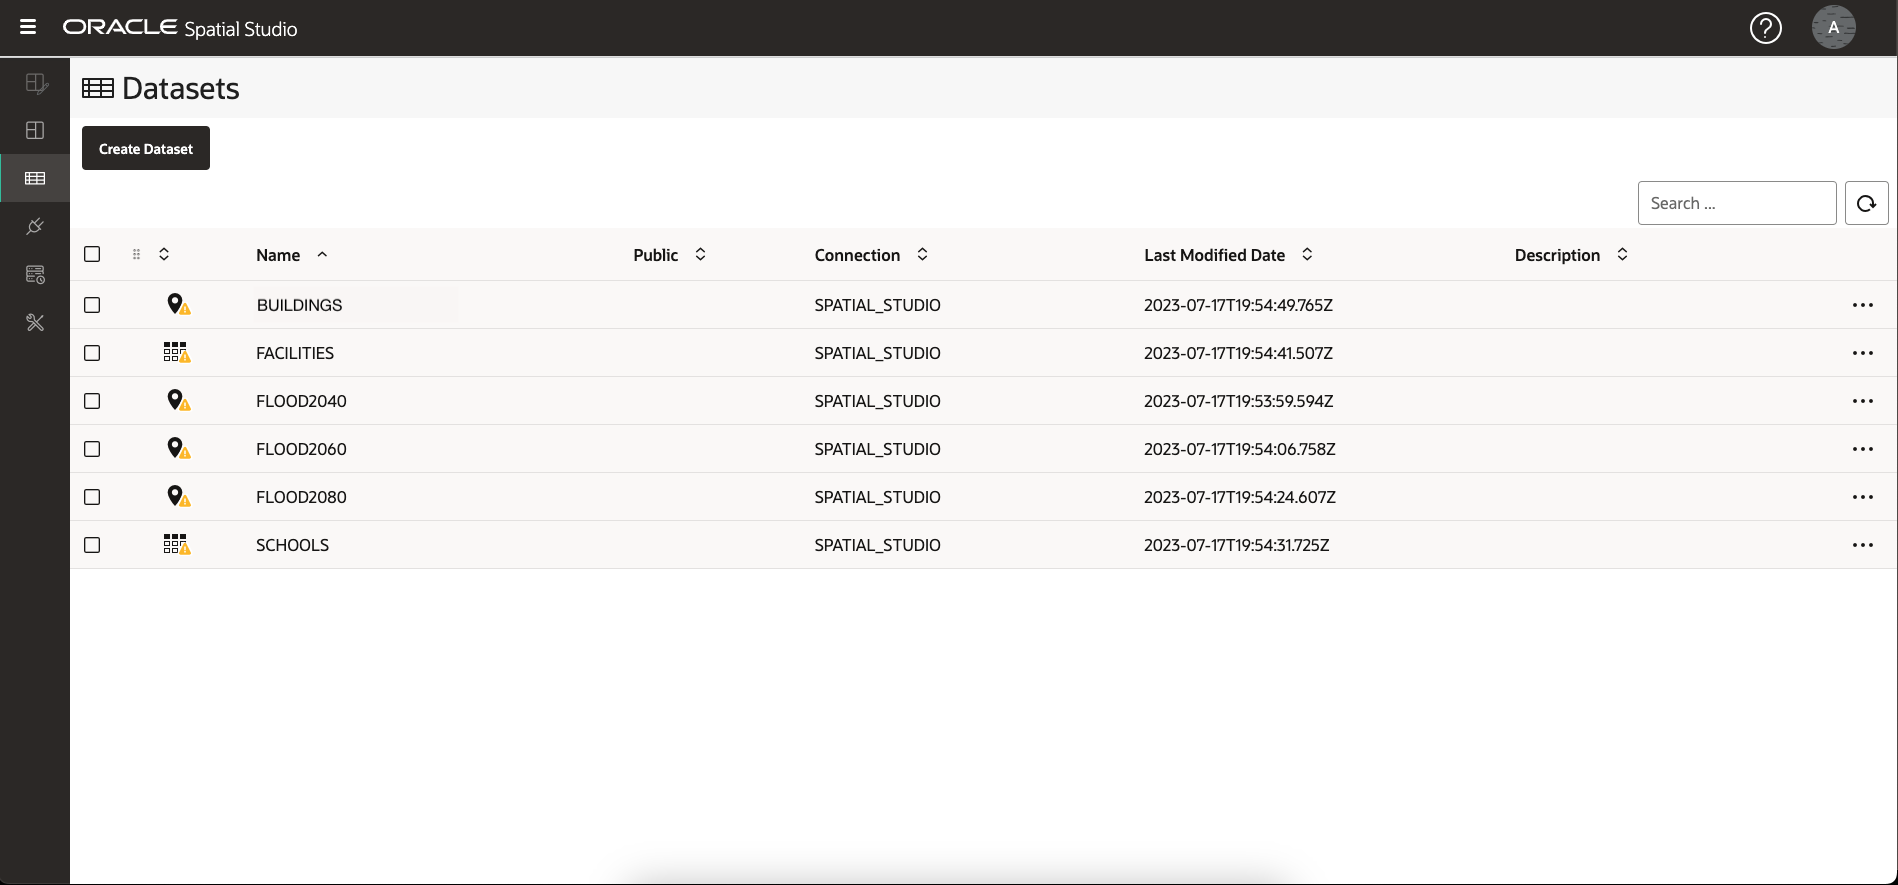 ORACLE Spatial Studio
A
Datasets
Create Dataset
Search ...
Name Public Connection Last Modified Date Description
BUILDINGS SPATIAL_STUDIO 2023-07-17T19:54:49.765Z
FACILITIES SPATIAL_STUDIO 2023-07-17T19:54:41.507Z
FLOOD2040 SPATIAL_STUDIO 2023-07-17T19:53:59.594Z
FLOOD2060 SPATIAL_STUDIO 2023-07-17T19:54:06.758Z
FLOOD2080 SPATIAL_STUDIO 2023-07-17T19:54:24.607Z
SCHOOLS SPATIAL_STUDIO 2023-07-17T19:54:31.725Z